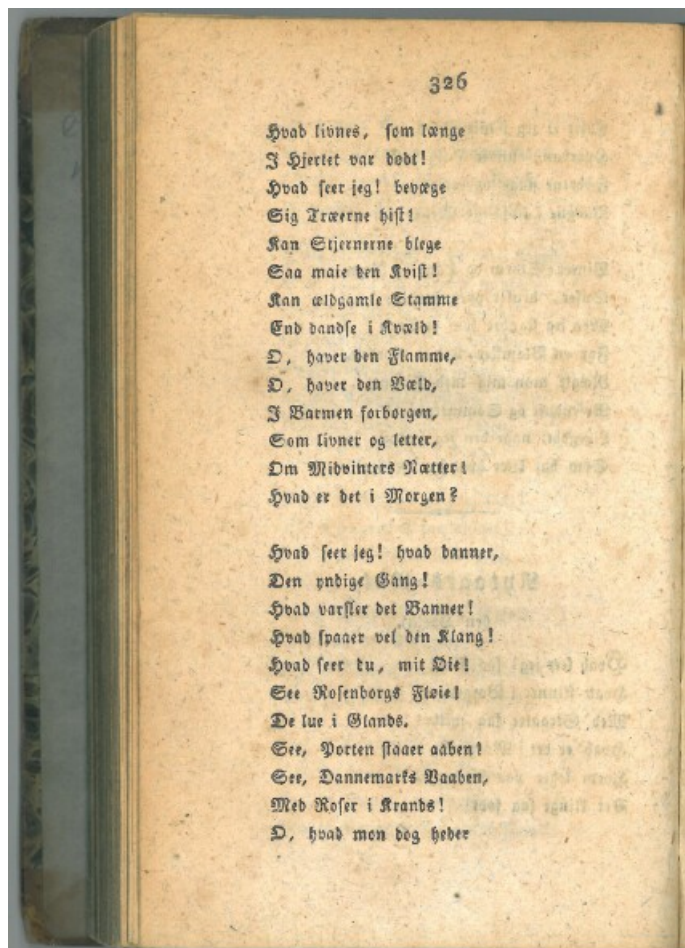 326
Hvad livnes, som længe
I Hjertet var dødt!
Hvad seer jeg! bevæge
Sig Træerne hist!
Kan Stjernerne blege
Saa maie den Kvist!
Kan ældgamle Stamme
End dandse i Kvæld!
O, haver den Flamme,
O, haver den Væld,
I Barmen forborgen,
Som livner og letter,
Om Midvinters Nætter!
Hvad er det i Morgen?
Hvad seer jeg! hvad danner,
Den yndige Gang!
Hvad varsler det Banner!
Hvad spaaer vel den Klang!
Hvad seer du, mit Øie!
See Rosenborgs Fløie!
De lue i Glands.
See, Porten staaer aaben!
See, Dannemarks Vaaben,
Med Roser i Krands!
O, hvad mon dog heder